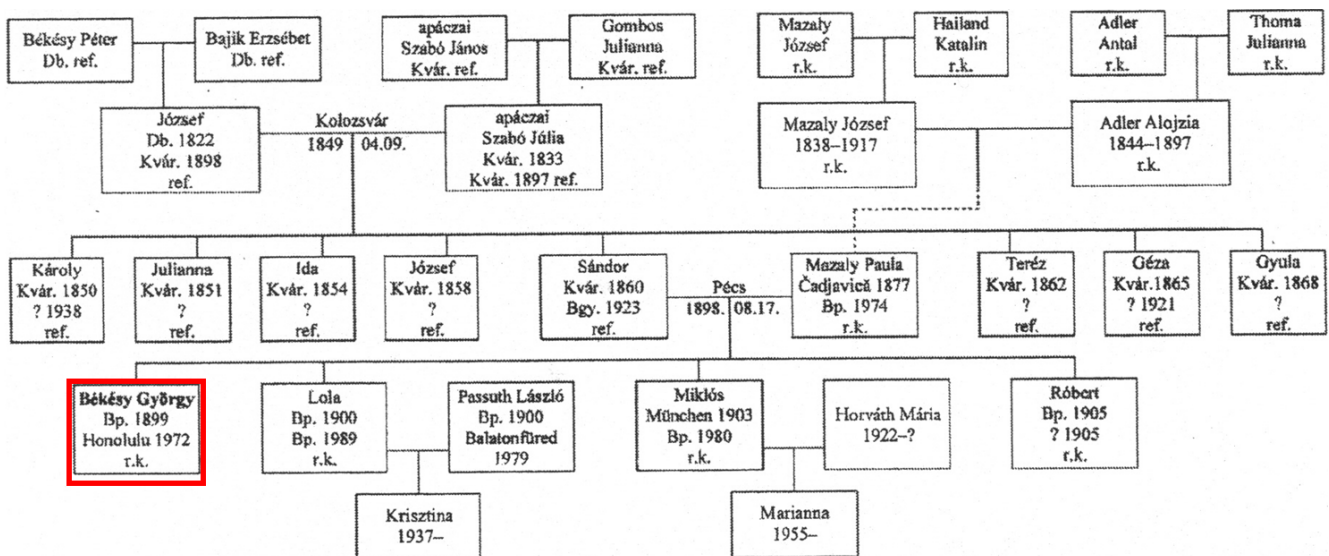 Békésy Péter
Db. ref.
Bajik Erzsébet
Db. ref.
apáczai
Szabó János
Kvár. ref.
Gombos
Julianna
Kvár. ref.
Mazaly
József
r.k.
Hailand
Katalin
r.k.
Adler
Antal
r.k.
Thoma
Julianna
r.k.
József
Db. 1822
Kvár. 1898
ref.
Kolozsvár
1849 04.09.
apáczai
Szabó Júlia
Kvár. 1833
Kvár. 1897 ref.
Mazaly József
1838–1917
r.k.
Adler Alojzia
1844–1897
r.k.
Károly
Kvár. 1850
? 1938
ref.
Julianna
Kvár. 1851
?
ref.
Ida
Kvár. 1854
?
ref.
József
Kvár. 1858
?
ref.
Sándor
Kvár. 1860
Bgy. 1923
ref.
Pécs
1898. 08.17.
Mazaly Paula
Čadjavică 1877
Bp. 1974
r.k.
Teréz
Kvár. 1862
?
ref.
Géza
Kvár.1865
? 1921
ref.
Gyula
Kvár. 1868
?
ref.
Békésy György
Bp. 1899
Honolulu 1972
r.k.
Lola
Bp. 1900
Bp. 1989
r.k.
Passuth László
Bp. 1900
Balatonfüred
1979
Miklós
München 1903
Bp. 1980
r.k.
Horváth Mária
1922–?
Róbert
Bp. 1905
? 1905
r.k.
Krisztina
1937–
Marianna
1955–